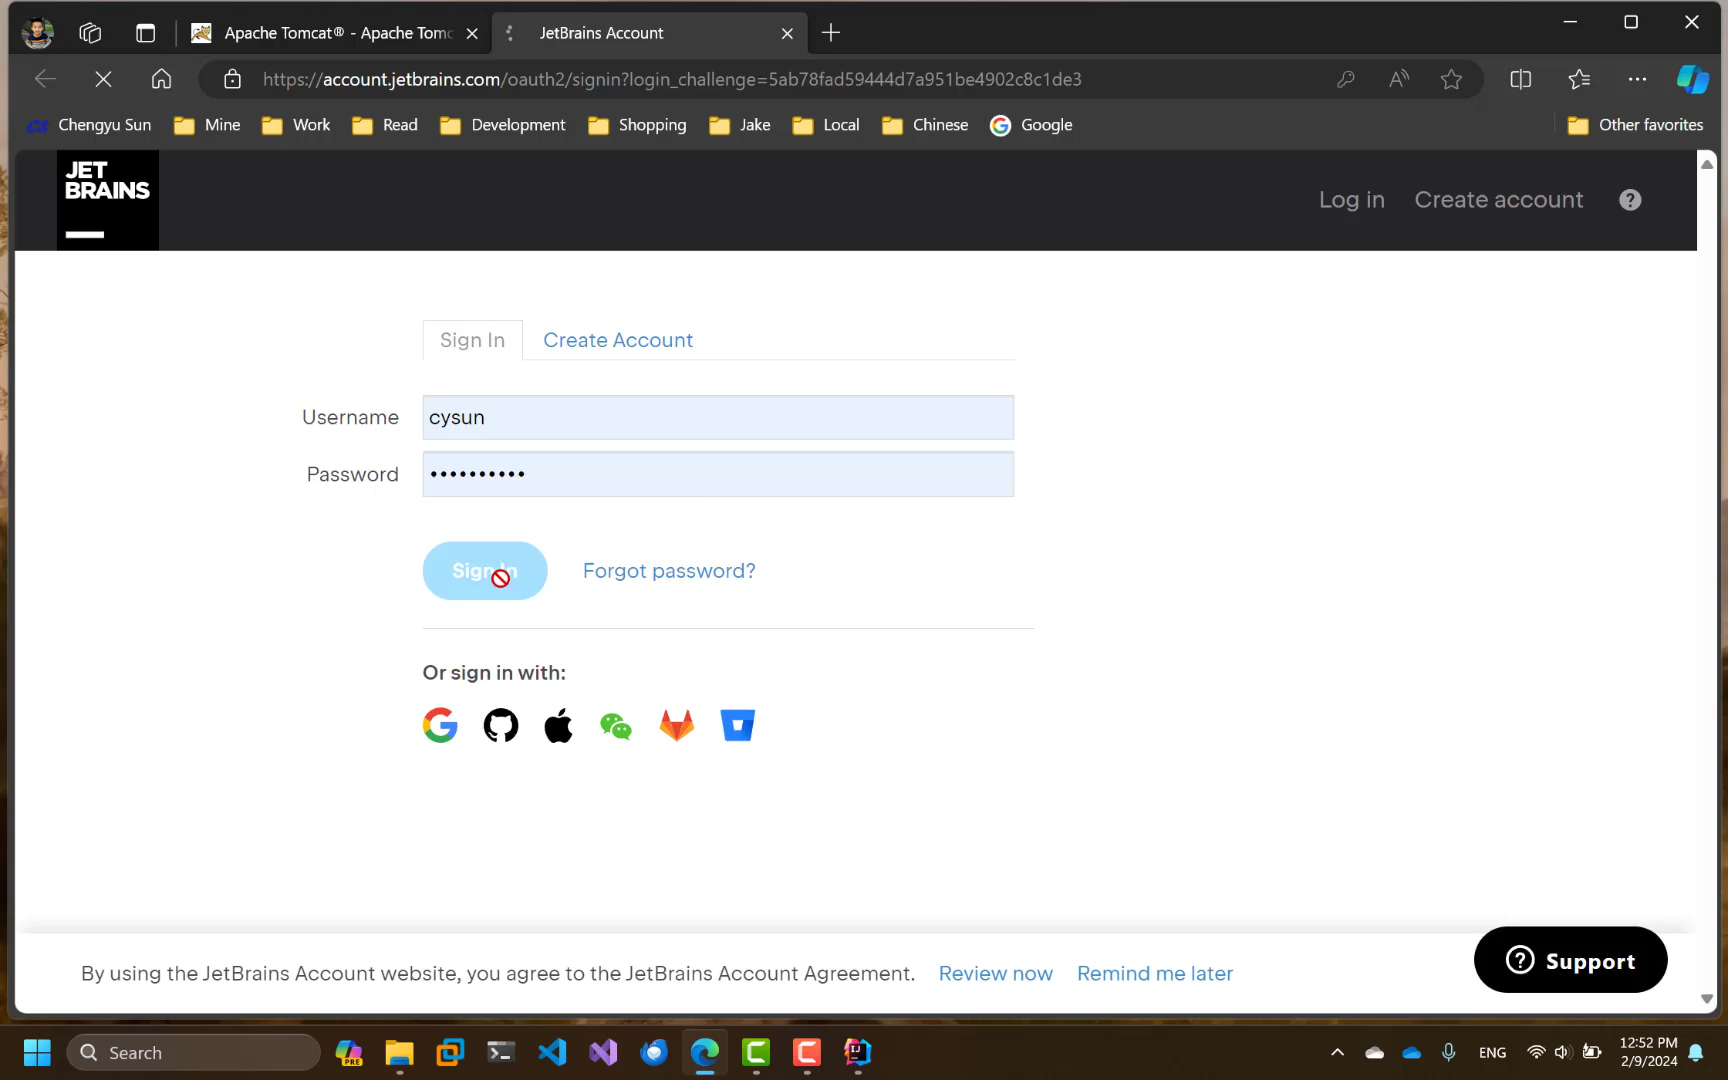 Apache Tomcat® - Apache Tomc
JetBrains Account
https://account.jetbrains.com/oauth2/signin?login_challenge=5ab78fad59444d7a951be4902c8c1de3
Chengyu Sun
Mine
Work
Read
Development
Shopping
Jake
Local
Chinese
Google
Other favorites
JET
BRAINS
Log in
Create account
Sign In
Create Account
Username
cysun
Password
Sign In
Forgot password?
Or sign in with:
By using the JetBrains Account website, you agree to the JetBrains Account Agreement.
Review now
Remind me later
Support
Search
PRE
ENG
12:52 PM
2/9/2024